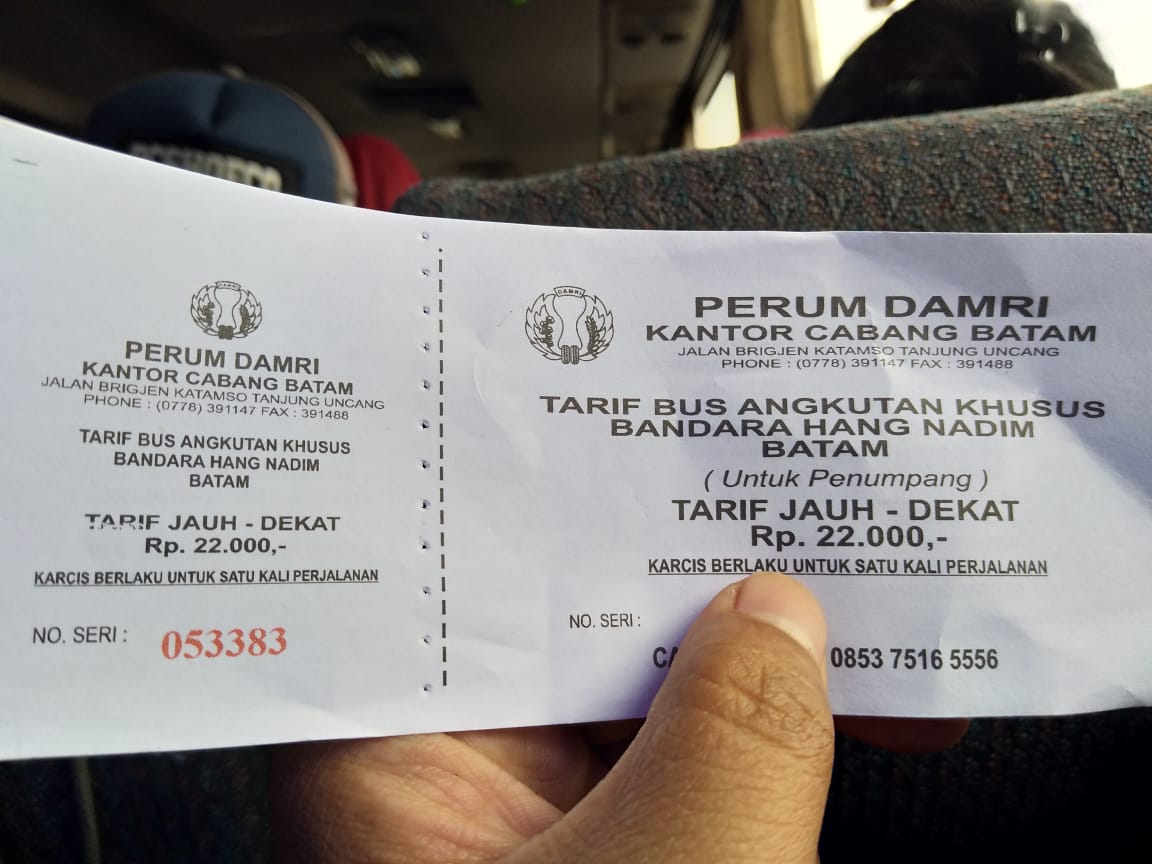 DAMRI
PERUM DAMRI
KANTOR CABANG BATAM
JALAN BRIGJEN KATAMSO TANJUNG UNCANG
PHONE : (0778) 391147 FAX : 391488
TARIF BUS ANGKUTAN KHUSUS
BANDARA HANG NADIM
BATAM
TARIF JAUH - DEKAT
Rp. 22.000,-
KARCIS BERLAKU UNTUK SATU KALI PERJALANAN
NO. SERI : 053383
DAMRI
PERUM DAMRI
KANTOR CABANG BATAM
JALAN BRIGJEN KATAMSO TANJUNG UNCANG
PHONE : (0778) 391147 FAX : 391488
TARIF BUS ANGKUTAN KHUSUS
BANDARA HANG NADIM
BATAM
( Untuk Penumpang )
TARIF JAUH - DEKAT
Rp. 22.000,-
KARCIS BERLAKU UNTUK SATU KALI PERJALANAN
NO. SERI :
0853 7516 5556